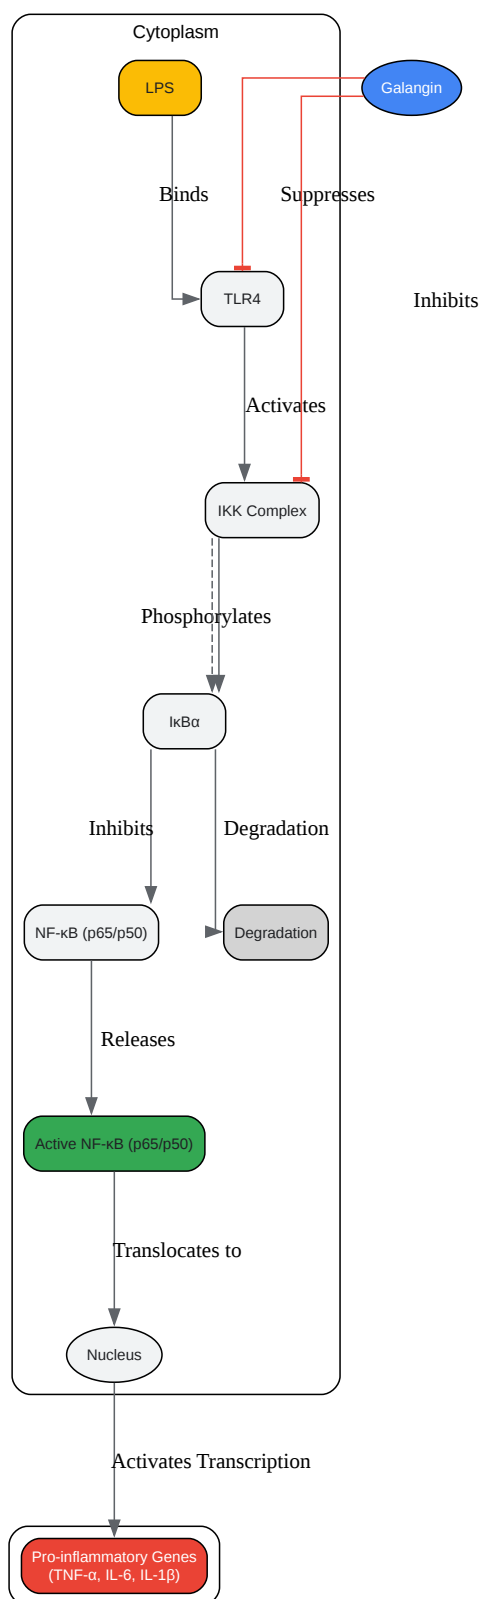 Cytoplasm
LPS
Galangin
Binds
Suppresses
TLR4
Inhibits
Activates
IKK Complex
Phosphorylates
IκBα
Inhibits
Degradation
NF-κB (p65/p50)
Degradation
Releases
Active NF-κB (p65/p50)
Translocates to
Nucleus
Activates Transcription
Pro-inflammatory Genes
(TNF-α, IL-6, IL-1β)